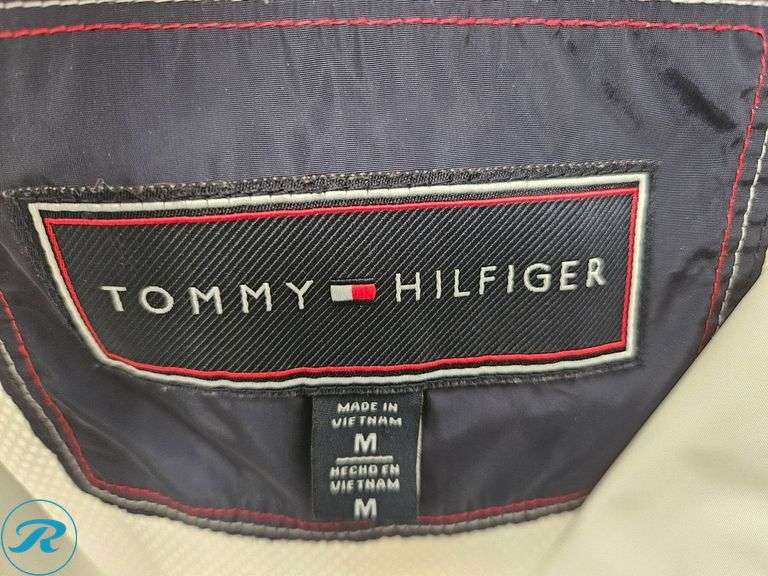 TOMMY HILFIGER
MADE IN
VIETNAM
M
HECHO EN
VIETNAM
M
R